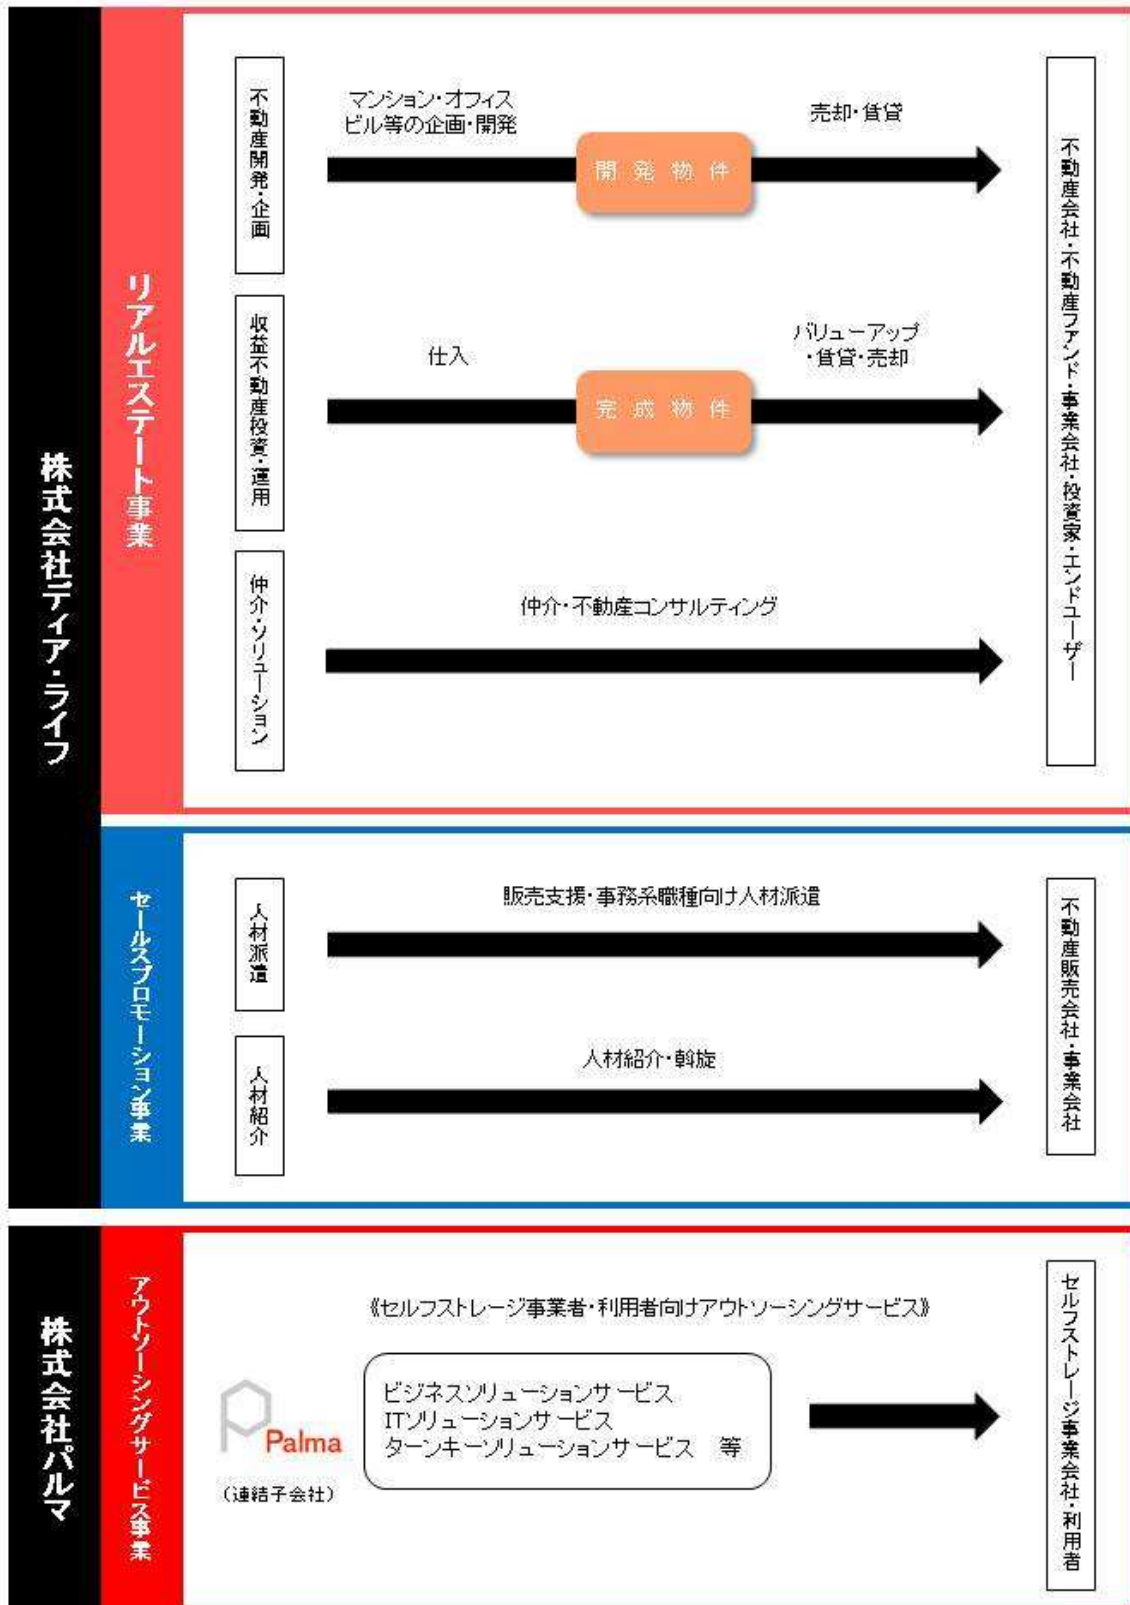 株式会社ディア・ライフ
リアルエステート事業
不動産開発・企画
マンション・オフィス
ビル等の企画・開発
開発物件
売却・賃貸
収益不動産投資・運用
仕入
完成物件
バリューアップ
・賃貸・売却
仲介・ソリューション
仲介・不動産コンサルティング
不動産会社・不動産ファンド・事業会社・投資家・エンドユーザー
セールスプロモーション事業
人材派遣
販売支援・事務系職種向け人材派遣
人材紹介
人材紹介・斡旋
不動産販売会社・事業会社
株式会社パルマ
アウトソーシングサービス事業
《セルフストレージ事業者・利用者向けアウトソーシングサービス》
Palma
（連結子会社）
ビジネスソリューションサービス
ITソリューションサービス
ターンキーソリューションサービス　等
セルフストレージ事業会社・利用者